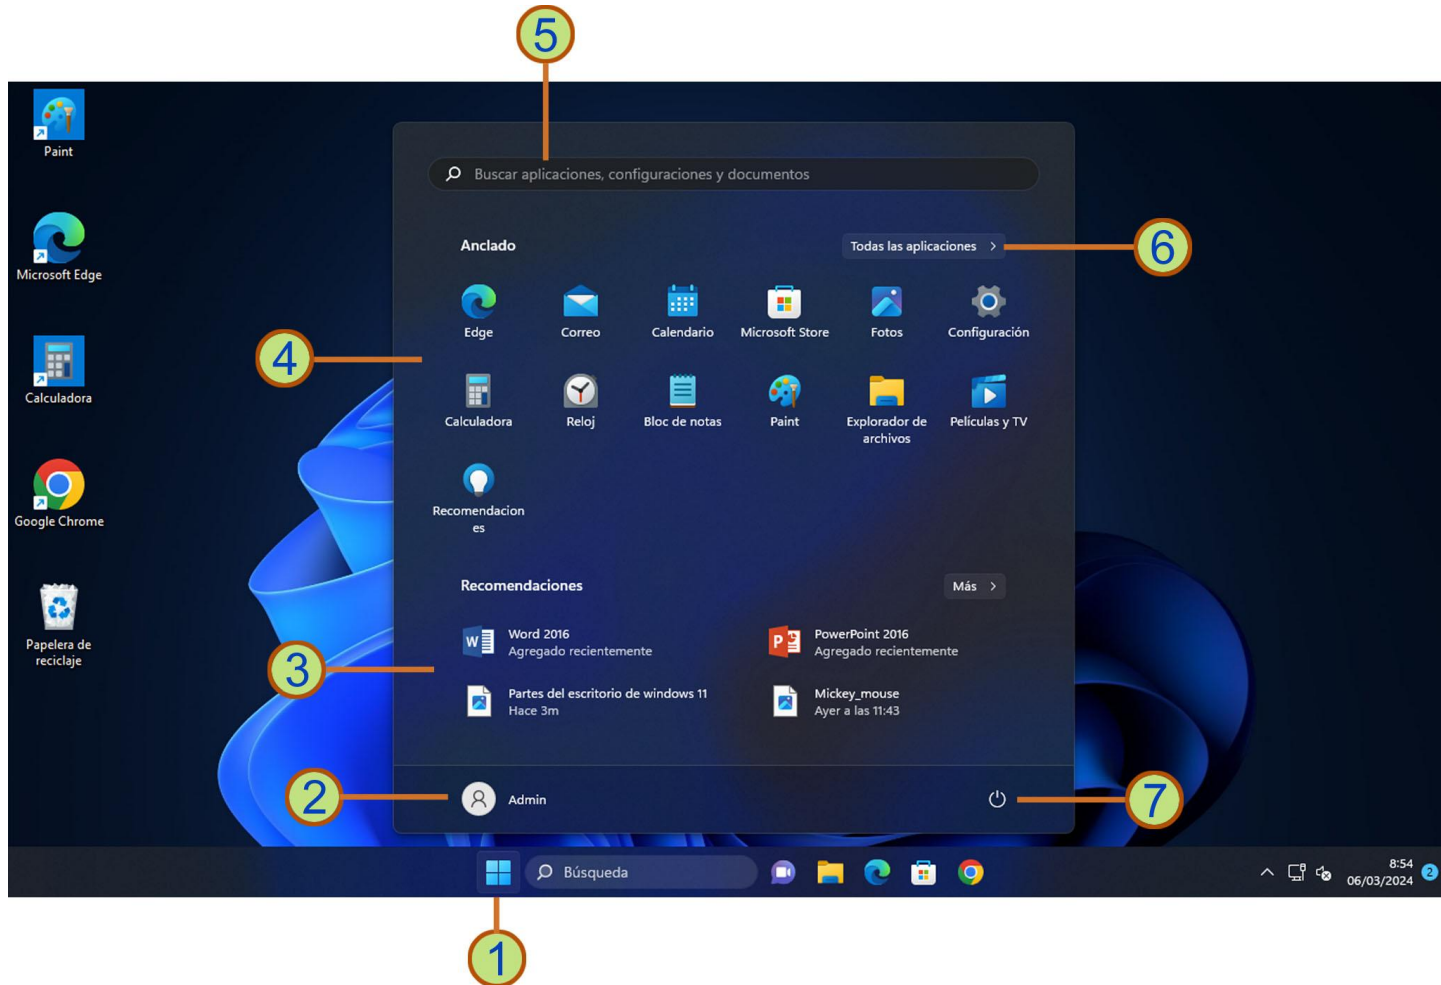 5
Paint
Buscar aplicaciones, configuraciones y documentos
Anclado
Todas las aplicaciones
6
Microsoft Edge
Edge
Correo
Calendario
Microsoft Store
Fotos
Configuración
4
Calculadora
Calculadora
Reloj
Bloc de notas
Paint
Explorador de
archivos
Películas y TV
Google Chrome
Recomendacion
es
Recomendaciones
Más
Papelera de
reciclaje
3
Word 2016
Agregado recientemente
PowerPoint 2016
Agregado recientemente
Partes del escritorio de windows 11
Hace 3m
Mickey_mouse
Ayer a las 11:43
2
Admin
7
Búsqueda
8:54
06/03/2024
2
1